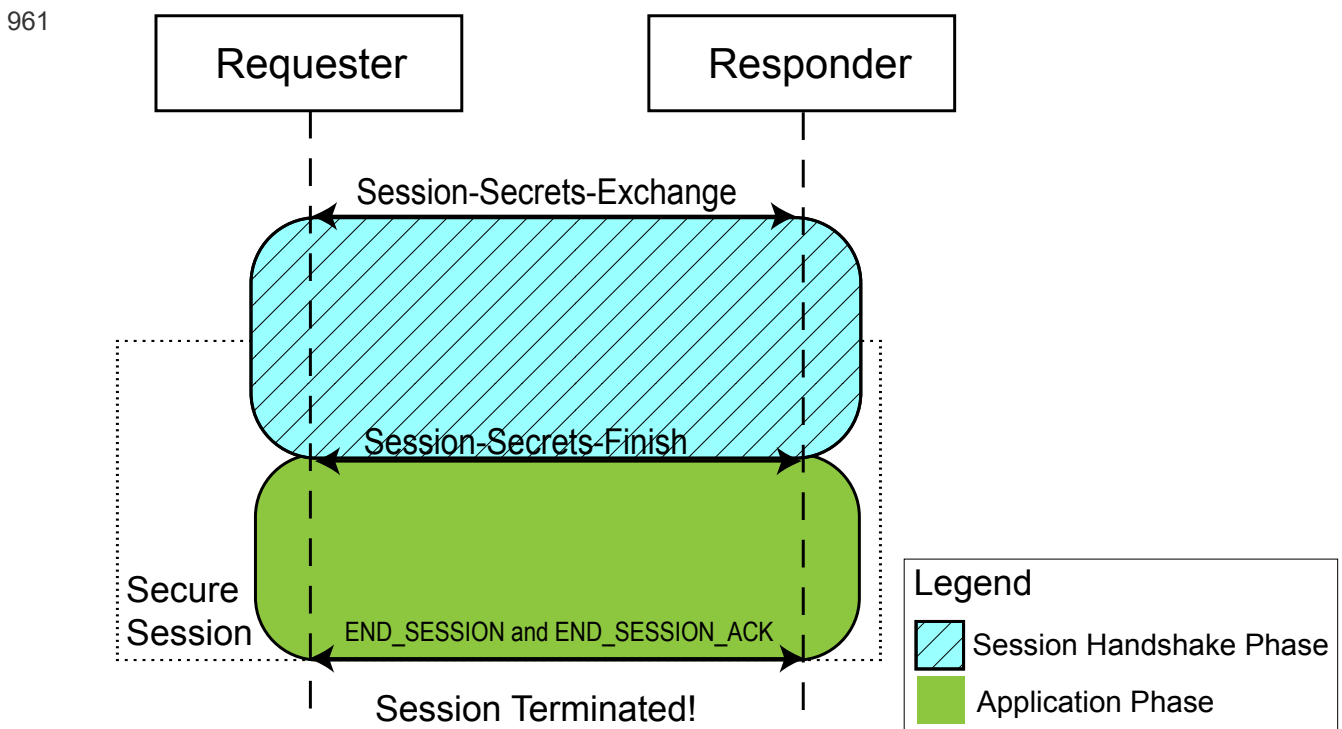 961
Requester
Responder
Session-Secrets-Exchange
Session-Secrets-Finish
Secure
Session
END_SESSION and END_SESSION_ACK
Session Terminated!
Legend
Session Handshake Phase
Application Phase